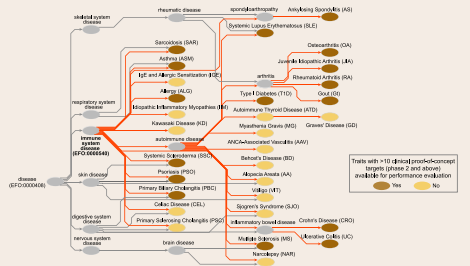 rheumatic disease
spondyloarthropathy
Ankylosing Spondylitis (AS)
skeletal system
disease
Systemic Lupus Erythematosus (SLE)
Sarcoidosis (SAR)
Asthma (ASM)
Osteoarthritis (OA)
IgE and Allergic Sensitization (IGE)
Juvenile Idiopathic Arthritis (JIA)
arthritis
Allergy (ALG)
Rheumatoid Arthritis (RA)
Type I Diabetes (T1D)
Gout (GI)
respiratory system
disease
Idiopathic Inflammatory Myopathies (IIM)
Autoimmune Thyroid Disease (ATD)
Graves' Disease (GD)
Kawasaki Disease (KD)
Myasthenia Gravis (MG)
immune
system
disease
(EFO:0000540)
autoimmune disease
ANCA-Associated Vasculitis (AAV)
Systemic Scleroderma (SSC)
Behcet's Disease (BD)
Psoriasis (PSO)
Alopecia Areata (AA)
disease
(EFO:0000408)
skin disease
Primary Biliary Cholangitis (PBC)
Vitiligo (VIT)
Celiac Disease (CEL)
Sjogren's Syndrome (SJO)
Primary Sclerosing Cholangitis (PSC)
digestive system
disease
inflammatory bowel disease
Crohn's Disease (CRO)
Multiple Sclerosis (MS)
Ulcerative Colitis (UC)
nervous system
disease
brain disease
Narcolepsy (NAR)
Traits with >10 clinical proof-of-concept
targets (phase 2 and above)
available for performance evaluation
Yes
No